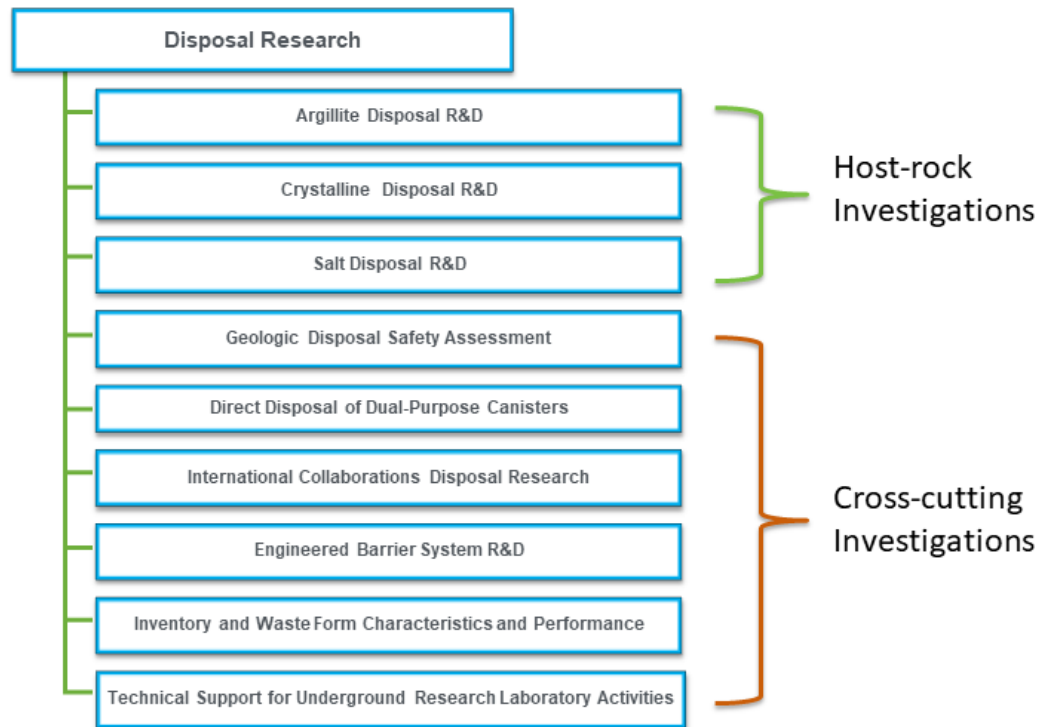 Disposal Research
Argillite Disposal R&D
Crystalline Disposal R&D
Salt Disposal R&D
Host-rock
Investigations
Geologic Disposal Safety Assessment
Direct Disposal of Dual-Purpose Canisters
International Collaborations Disposal Research
Engineered Barrier System R&D
Inventory and Waste Form Characteristics and Performance
Technical Support for Underground Research Laboratory Activities
Cross-cutting
Investigations